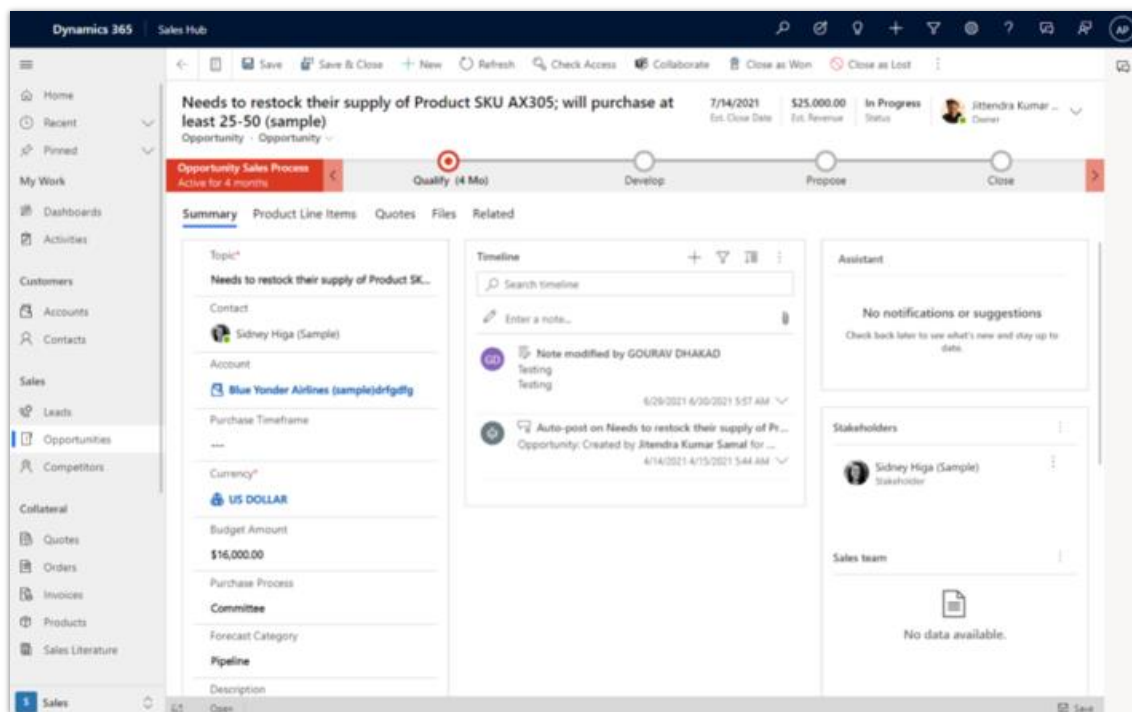 Dynamics 365
Sales Hub
AP
Save
Save & Close
New
Refresh
Check Access
Collaborate
Close as Won
Close as Lost
Home
Recent
Pinned
My Work
Dashboards
Activities
Customers
Accounts
Contacts
Sales
Leads
Opportunities
Competitors
Collateral
Quotes
Orders
Invoices
Products
Sales Literature
S
Sales
Needs to restock their supply of Product SKU AX305; will purchase at
least 25-50 (sample)
Opportunity · Opportunity
7/14/2021
Est. Close Date
$25,000.00
Est. Revenue
In Progress
Status
Jittendra Kumar ...
Owner
Opportunity Sales Process
Active for 4 months
Qualify (4 Mo)
Develop
Propose
Close
Summary
Product Line Items
Quotes
Files
Related
Topic*
Needs to restock their supply of Product SK...
Contact
Sidney Higa (Sample)
Account
Blue Yonder Airlines (sample)drfgdfg
Purchase Timeframe
---
Currency*
US DOLLAR
Budget Amount
$16,000.00
Purchase Process
Committee
Forecast Category
Pipeline
Description
Timeline
Search timeline
Enter a note...
GD
Note modified by GOURAV DHAKAD
Testing
Testing
6/29/2021 6/30/2021 5:57 AM
Auto-post on Needs to restock their supply of Pr...
Opportunity: Created by Jitendra Kumar Samal for ...
4/14/2021 4/15/2021 5:44 AM
Assistant
No notifications or suggestions
Check back later to see what's new and stay up to
date.
Stakeholders
Sidney Higa (Sample)
Stakeholder
Sales team
No data available.
Open
Save